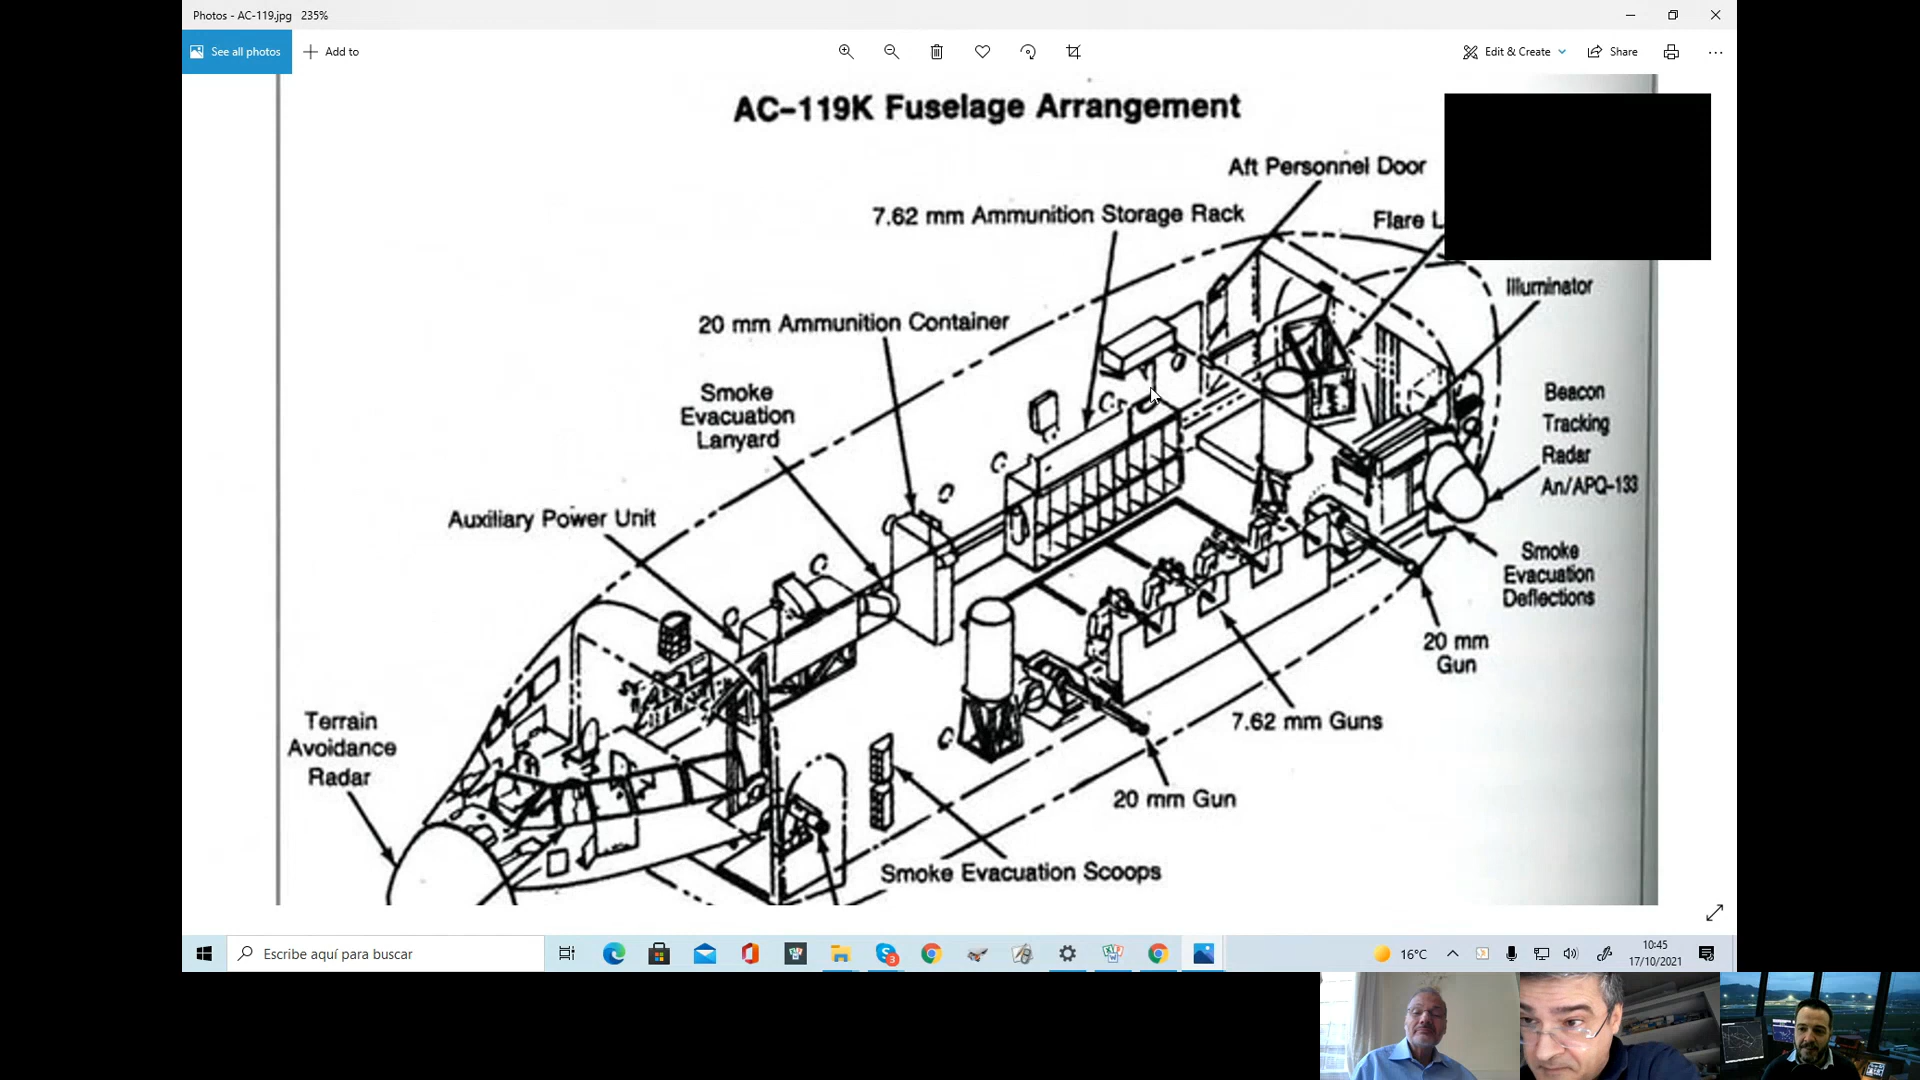 Photos - AC-119.jpg 235%
See all photos
Add to
Edit & Create
Share
AC-119K Fuselage Arrangement
Aft Personnel Door
7.62 mm Ammunition Storage Rack
Flare L
Illuminator
20 mm Ammunition Container
Smoke
Evacuation
Lanyard
Beacon
Tracking
Radar
An/APQ-133
Auxiliary Power Unit
Smoke
Evacuation
Deflections
20 mm
Gun
Terrain
Avoidance
Radar
7.62 mm Guns
20 mm Gun
Smoke Evacuation Scoops
Escribe aquí para buscar
3
16°C
10:45
17/10/2021